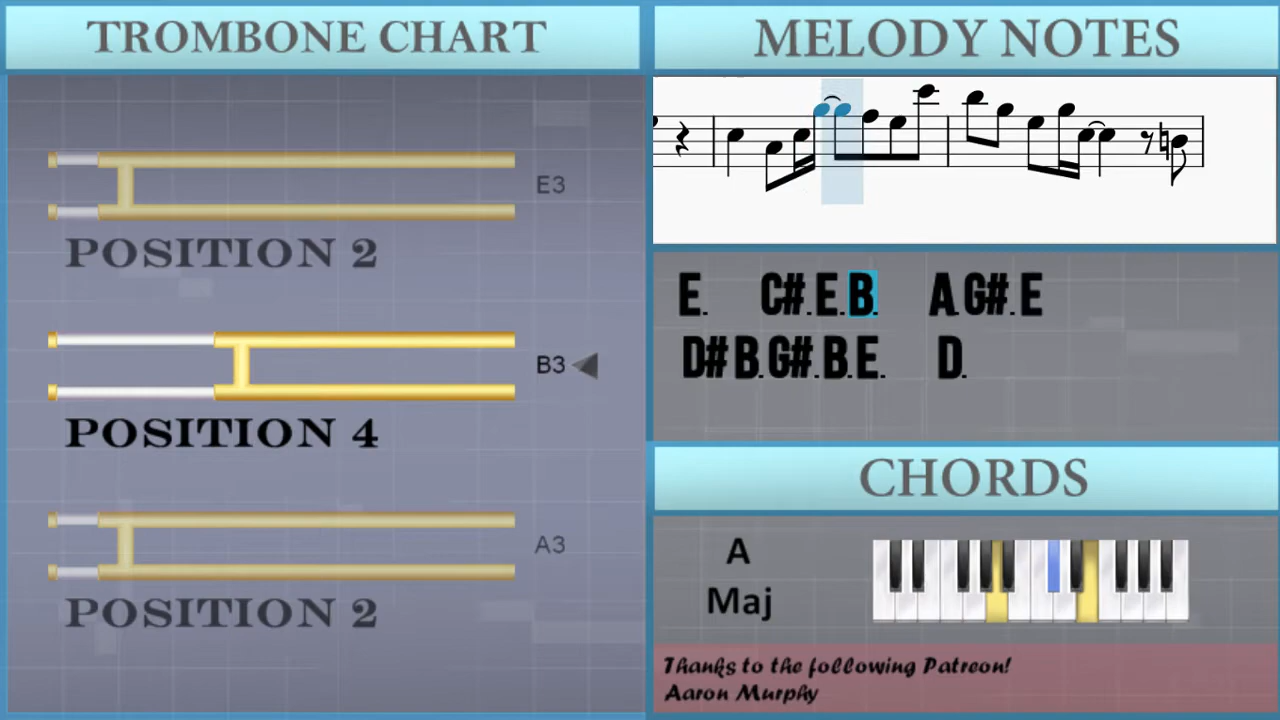 TROMBONE CHART
E3
POSITION 2
B3
POSITION 4
A3
POSITION 2
MELODY NOTES
E. C#.E.B. A.G#.E
D#.B.G#.B.E. D.
CHORDS
A
Maj
Thanks to the following Patreon!
Aaron Murphy